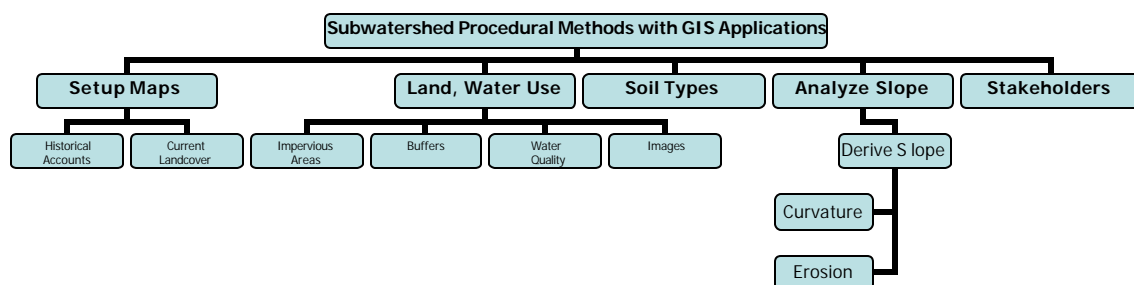 Subwatershed Procedural Methods with GIS Applications
Setup Maps
Land, Water Use
Soil Types
Analyze Slope
Stakeholders
Historical
Accounts
Current
Landcover
Impervious
Areas
Buffers
Water
Quality
Images
Derive S lope
Curvature
Erosion